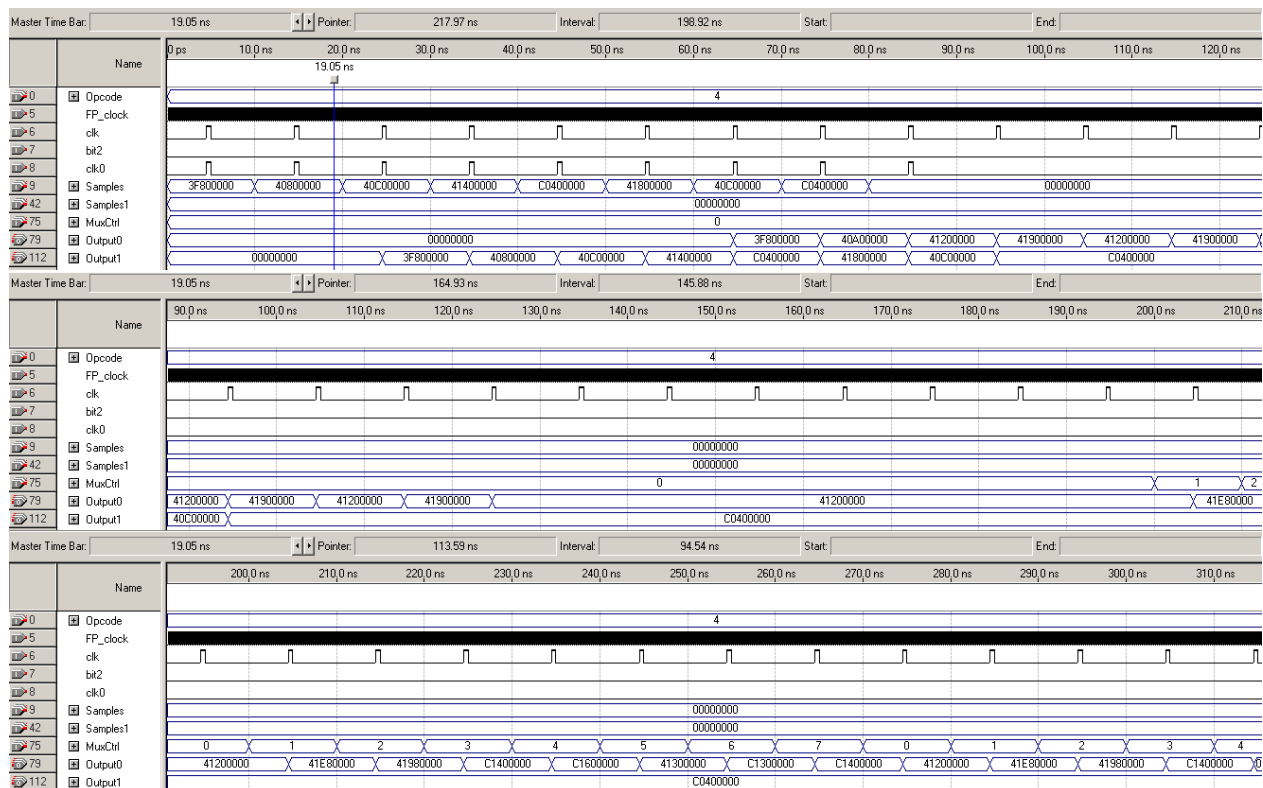 Master Time Bar: 19.05 ns Pointer: 217.97 ns Interval: 198.92 ns Start: End:
Name 0 ps 10.0 ns 20.0 ns 30.0 ns 40.0 ns 50.0 ns 60.0 ns 70.0 ns 80.0 ns 90.0 ns 100.0 ns 110.0 ns 120.0 ns
19.05 ns
0 Opcode 4
5 FP_clock
6 clk
7 bit2
8 clk0
9 Samples 3F800000 40800000 40C00000 41400000 C0400000 41800000 40C00000 C0400000 00000000
42 Samples1 00000000
75 MuxCtrl 0
79 Output0 00000000 3F800000 40A00000 41200000 41900000 41200000 41900000
112 Output1 00000000 3F800000 40800000 40C00000 41400000 C0400000 41800000 40C00000 C0400000
Master Time Bar: 19.05 ns Pointer: 164.93 ns Interval: 145.88 ns Start: End:
Name 90.0 ns 100.0 ns 110.0 ns 120.0 ns 130.0 ns 140.0 ns 150.0 ns 160.0 ns 170.0 ns 180.0 ns 190.0 ns 200.0 ns 210.0 ns
0 Opcode 4
5 FP_clock
6 clk
7 bit2
8 clk0
9 Samples 00000000
42 Samples1 00000000
75 MuxCtrl 0 1 2
79 Output0 41200000 41900000 41200000 41900000 41200000 41E80000
112 Output1 40C00000 C0400000
Master Time Bar: 19.05 ns Pointer: 113.59 ns Interval: 94.54 ns Start: End:
Name 200.0 ns 210.0 ns 220.0 ns 230.0 ns 240.0 ns 250.0 ns 260.0 ns 270.0 ns 280.0 ns 290.0 ns 300.0 ns 310.0 ns
0 Opcode 4
5 FP_clock
6 clk
7 bit2
8 clk0
9 Samples 00000000
42 Samples1 00000000
75 MuxCtrl 0 1 2 3 4 5 6 7 0 1 2 3 4
79 Output0 41200000 41E80000 41980000 C1400000 C1600000 41300000 C1300000 C1400000 41200000 41E80000 41980000 C1400000
112 Output1 C0400000